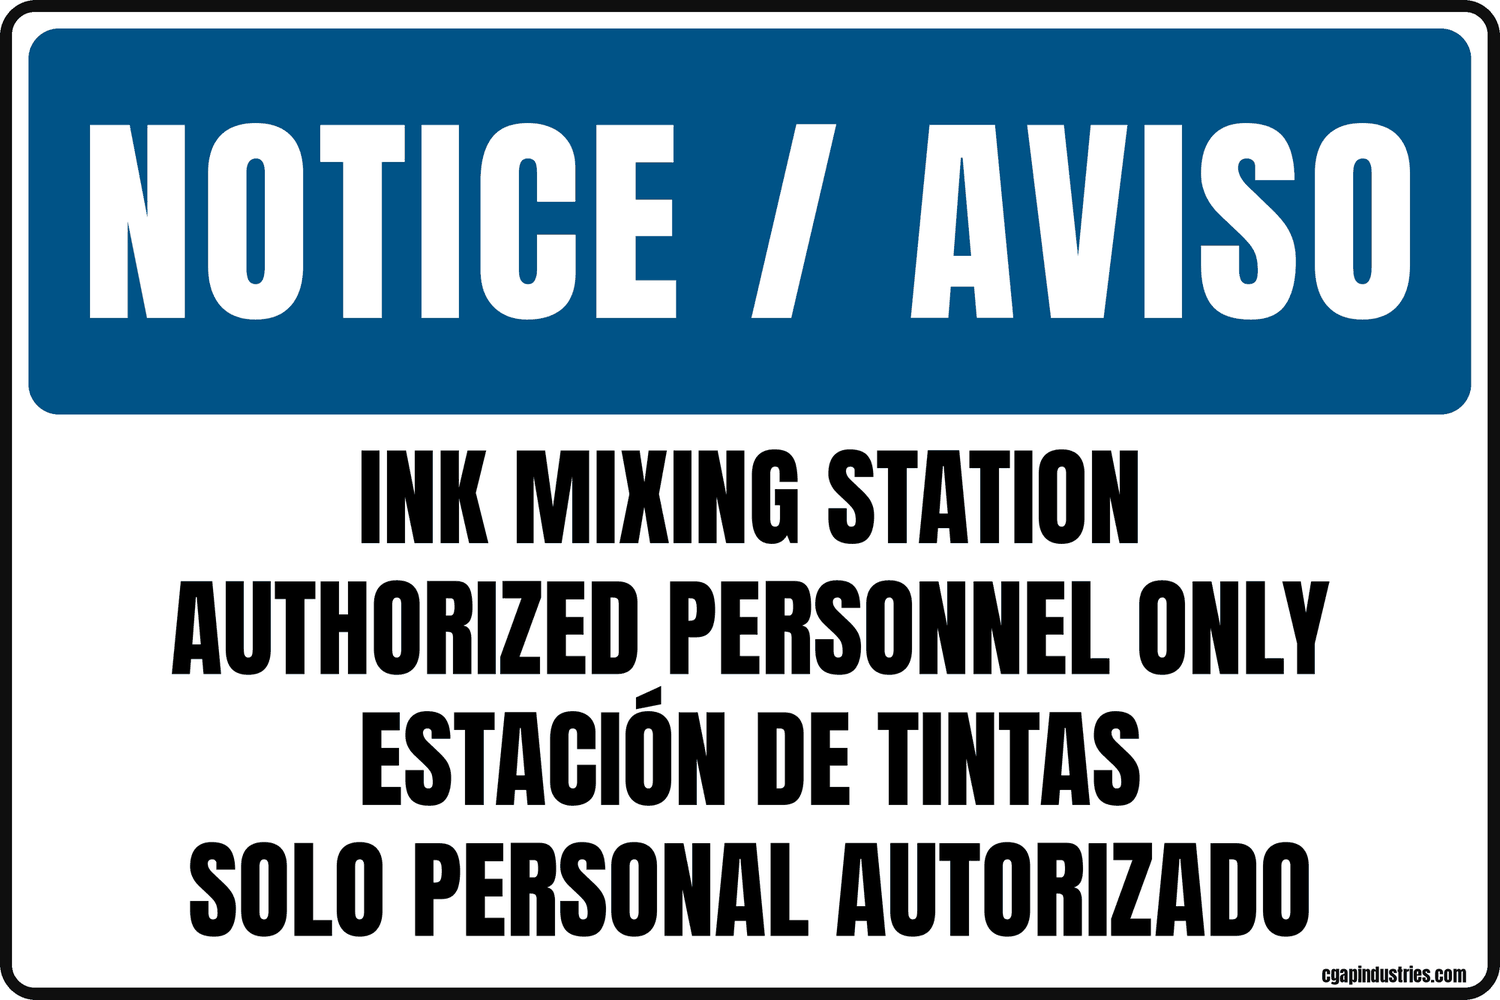 NOTICE / AVISO
INK MIXING STATION
AUTHORIZED PERSONNEL ONLY
ESTACIÓN DE TINTAS
SOLO PERSONAL AUTORIZADO
cgapindustries.com